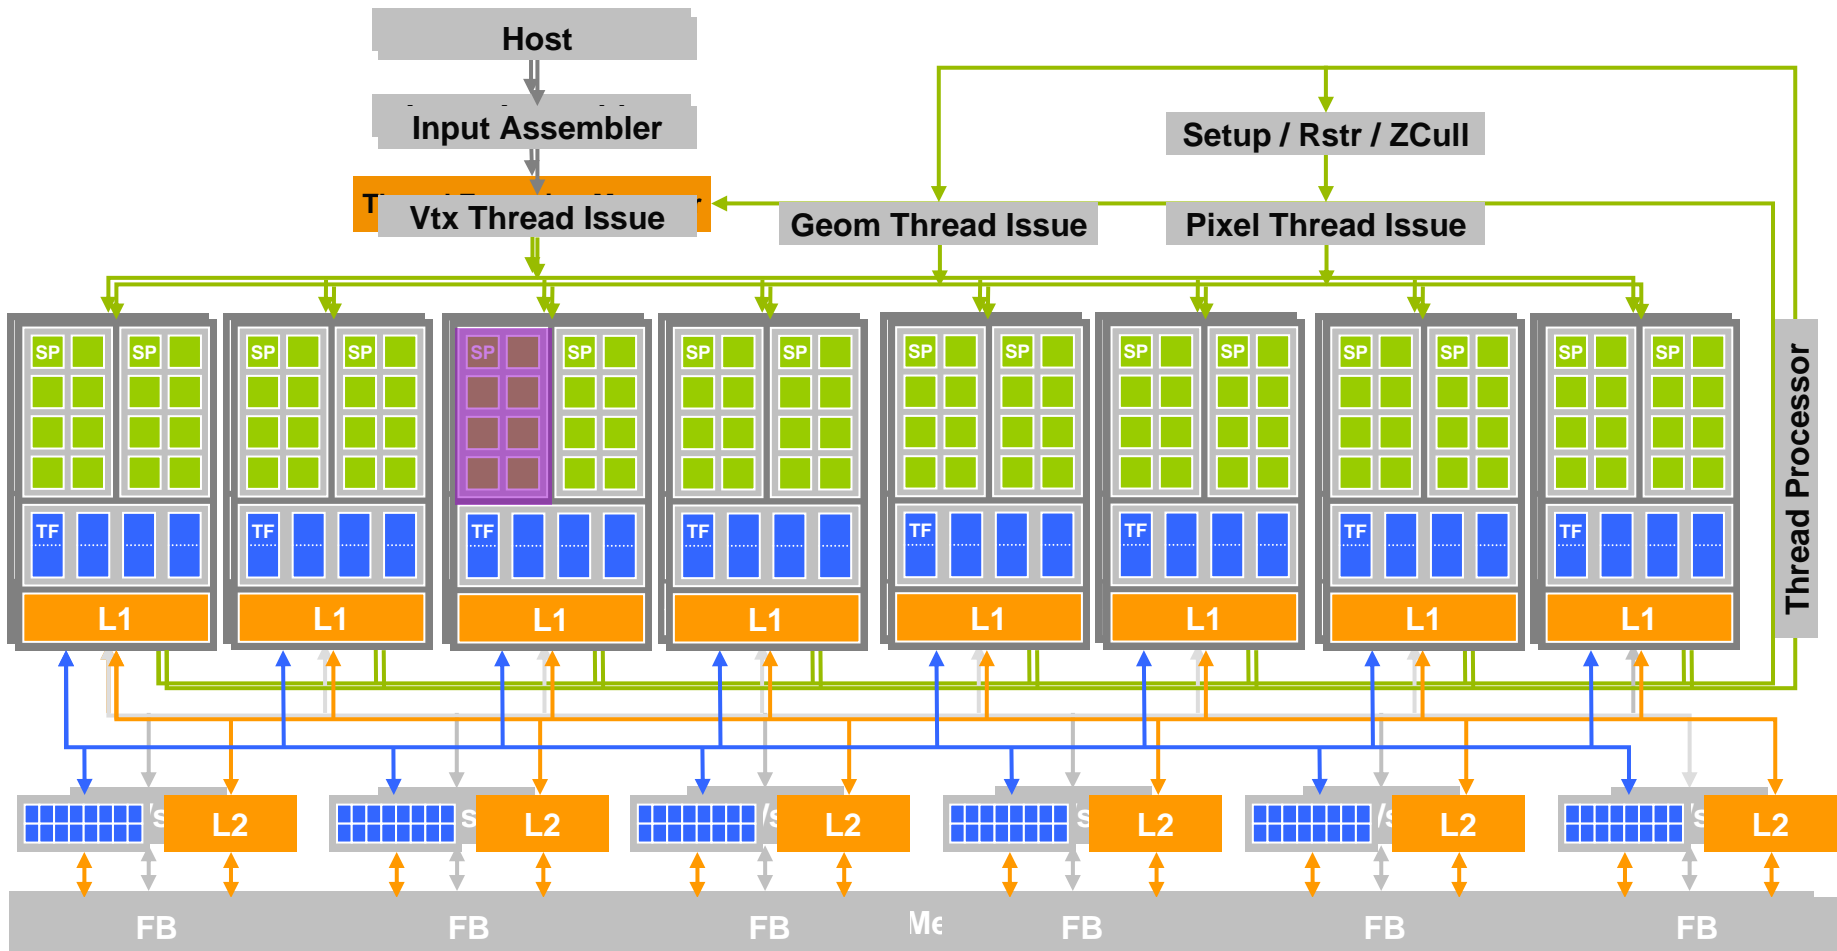 Host
Input Assembler
Setup / Rstr / ZCull
Vtx Thread Issue
Geom Thread Issue
Pixel Thread Issue
SP SP SP SP SP SP SP SP SP SP SP SP SP SP SP SP
Thread Processor
TF TF TF TF TF TF TF TF
L1 L1 L1 L1 L1 L1 L1 L1
L2 L2 L2 L2 L2 L2
FB FB FB FB FB FB